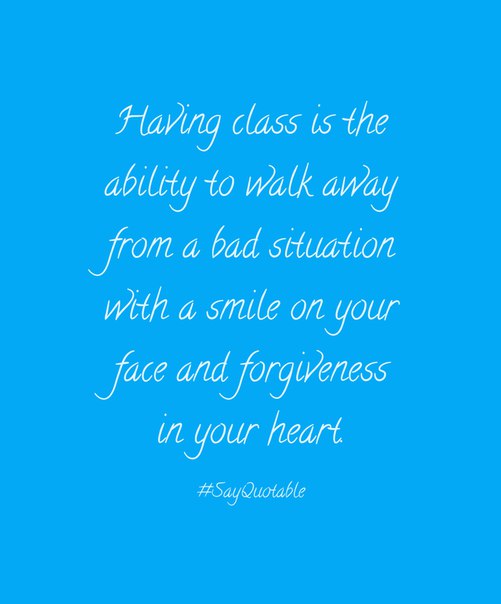 Having class is the
ability to walk away
from a bad situation
with a smile on your
face and forgiveness
in your heart.
#SayQuotable